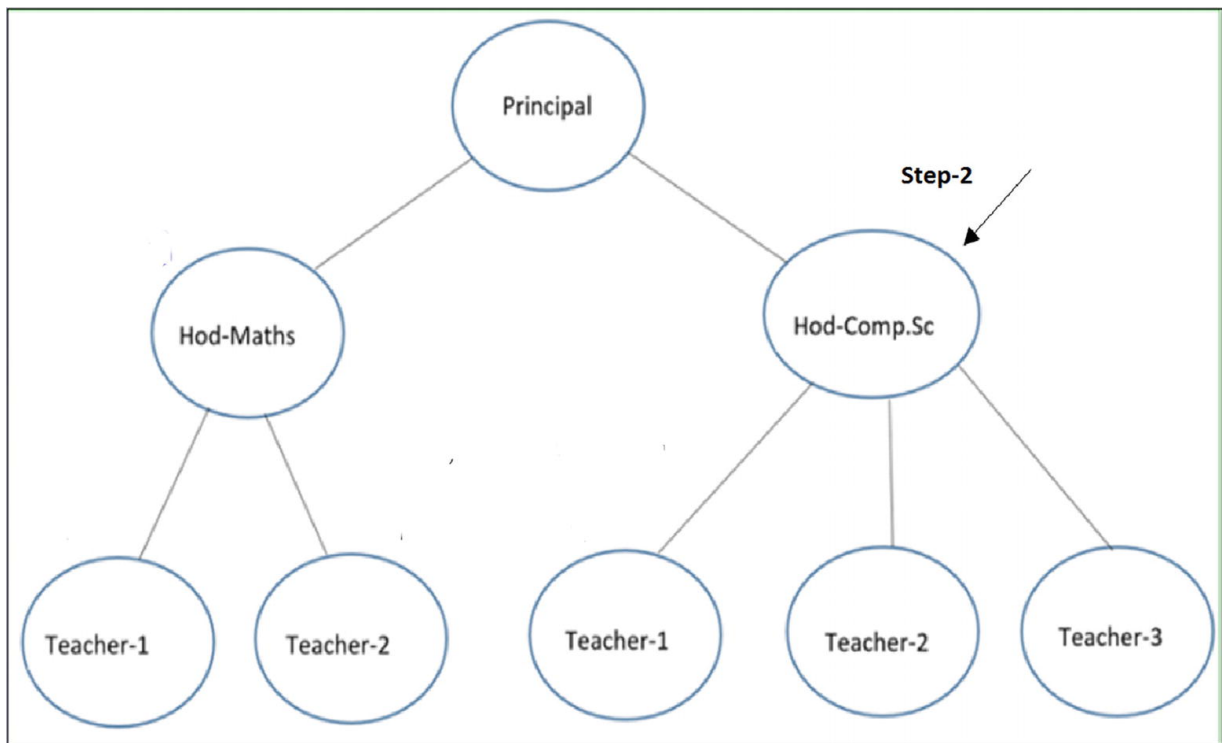 Principal
Step-2
Hod-Maths
Hod-Comp.Sc
Teacher-1
Teacher-2
Teacher-1
Teacher-2
Teacher-3